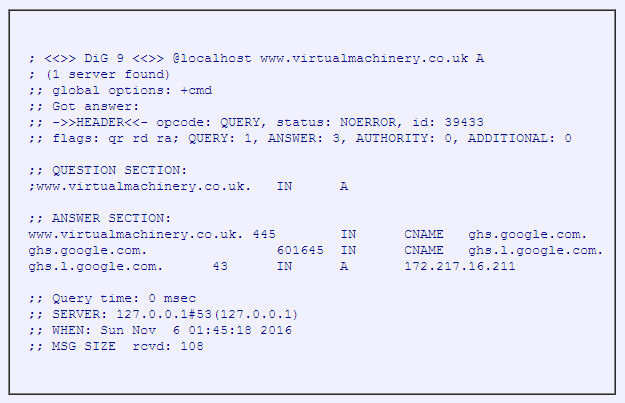 ; <<>> DiG 9 <<>> @localhost www.virtualmachinery.co.uk A
; (1 server found)
;; global options: +cmd
;; Got answer:
;; ->>HEADER<<- opcode: QUERY, status: NOERROR, id: 39433
;; flags: qr rd ra; QUERY: 1, ANSWER: 3, AUTHORITY: 0, ADDITIONAL: 0
;; QUESTION SECTION:
;www.virtualmachinery.co.uk. IN A
;; ANSWER SECTION:
www.virtualmachinery.co.uk. 445 IN CNAME ghs.google.com.
ghs.google.com. 601645 IN CNAME ghs.l.google.com.
ghs.l.google.com. 43 IN A 172.217.16.211
;; Query time: 0 msec
;; SERVER: 127.0.0.1#53(127.0.0.1)
;; WHEN: Sun Nov 6 01:45:18 2016
;; MSG SIZE rcvd: 108